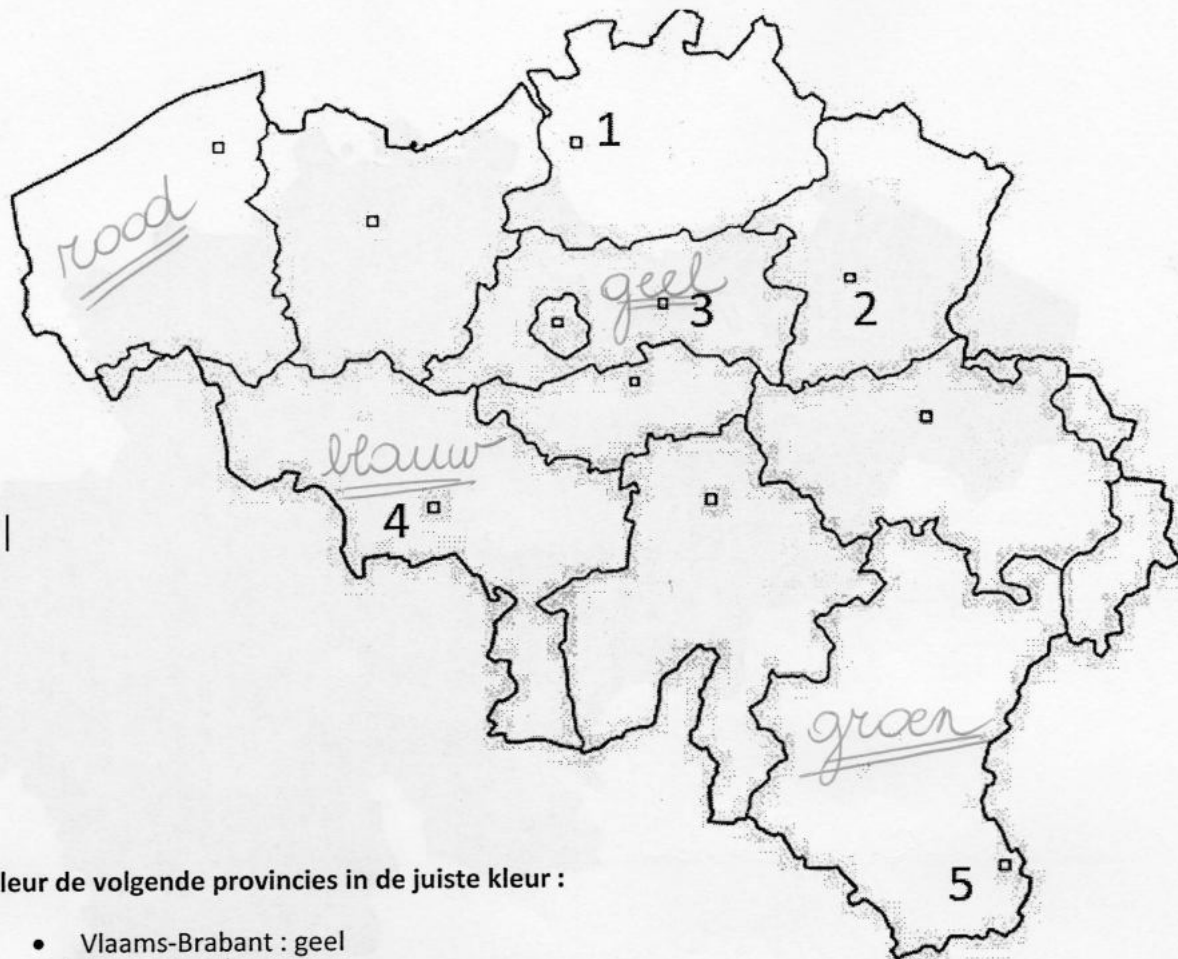 1
rood
geel
3
2
blauw
4
groen
5
leur de volgende provincies in de juiste kleur :
• Vlaams-Brabant : geel